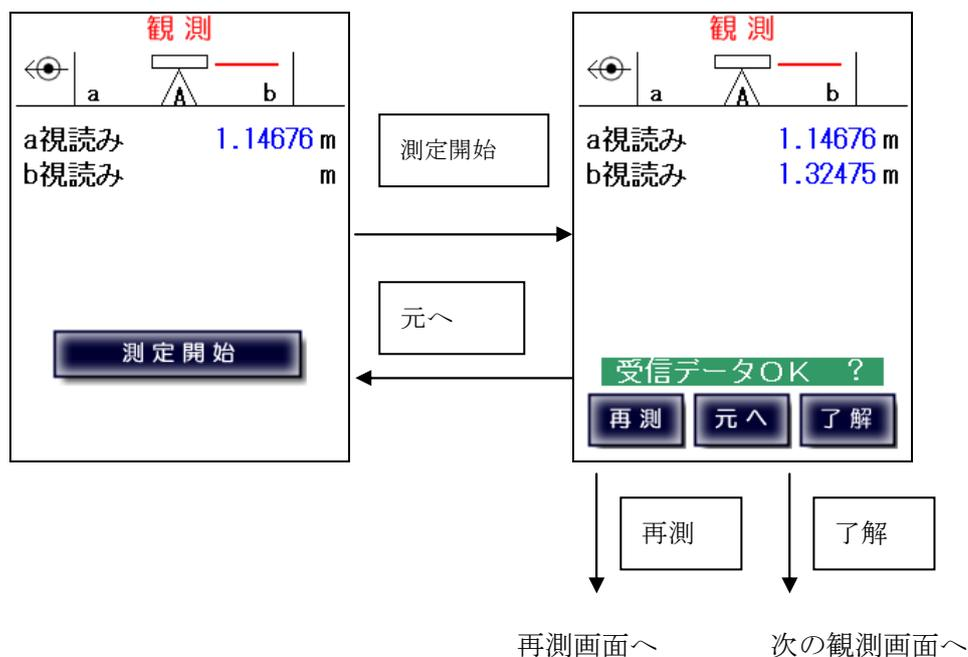 観 測
a A b
a視読み 1.14676 m
b視読み m
測 定 開 始
測定開始
元へ
観 測
a A b
a視読み 1.14676 m
b視読み 1.32475 m
受信データOK ?
再 測 元 へ 了 解
再測
了解
再測画面へ 次の観測画面へ